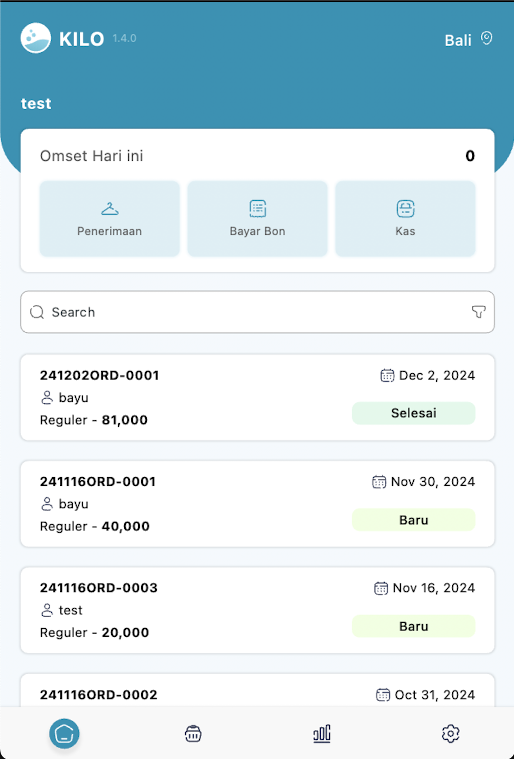 KILO 1.4.0
Bali
test
Omset Hari ini 0
Penerimaan Bayar Bon Kas
Search
241202ORD-0001 Dec 2, 2024
bayu
Selesai
Reguler - 81,000
241116ORD-0001 Nov 30, 2024
bayu
Baru
Reguler - 40,000
241116ORD-0003 Nov 16, 2024
test
Baru
Reguler - 20,000
241116ORD-0002 Oct 31, 2024